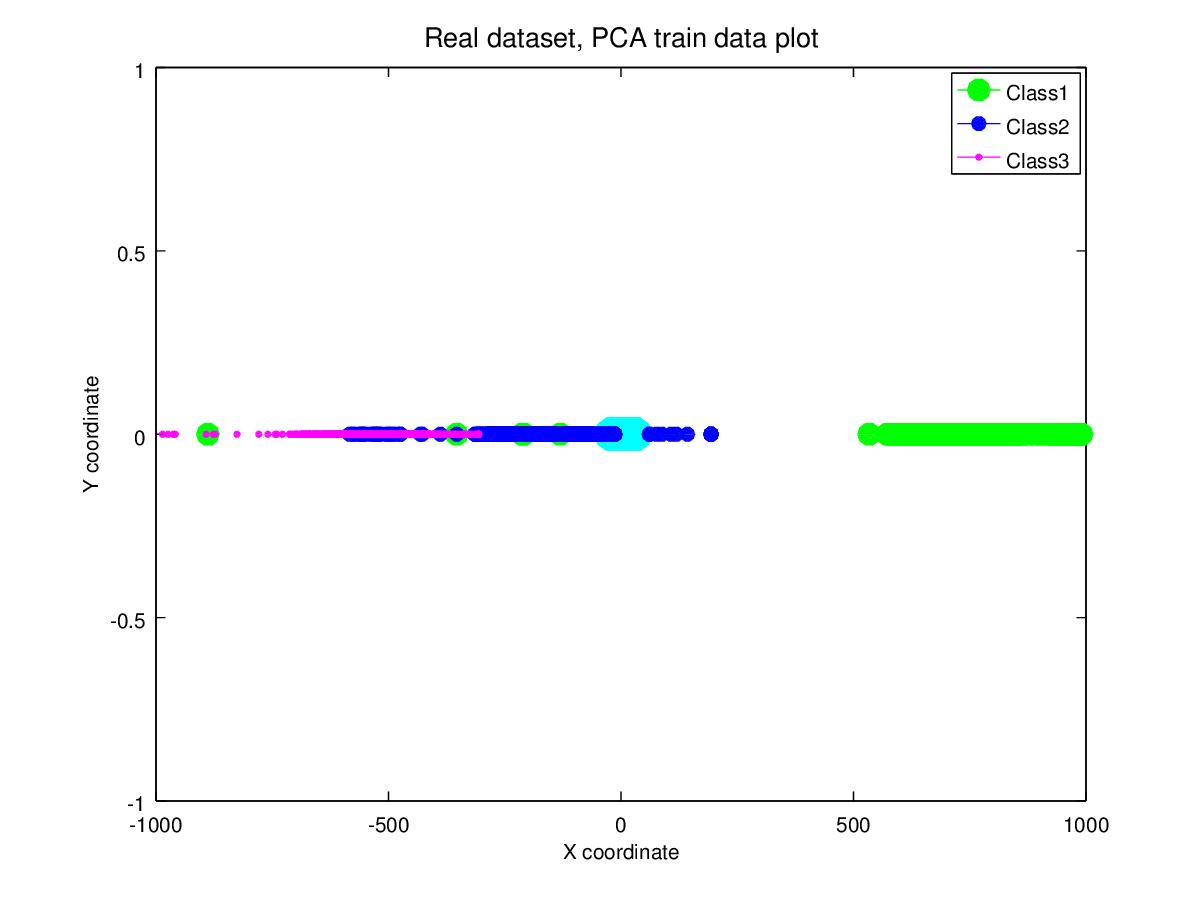 Real dataset, PCA train data plot
Class1
Class2
Class3
1
0.5
0
-0.5
-1
Y coordinate
-1000
-500
0
500
1000
X coordinate